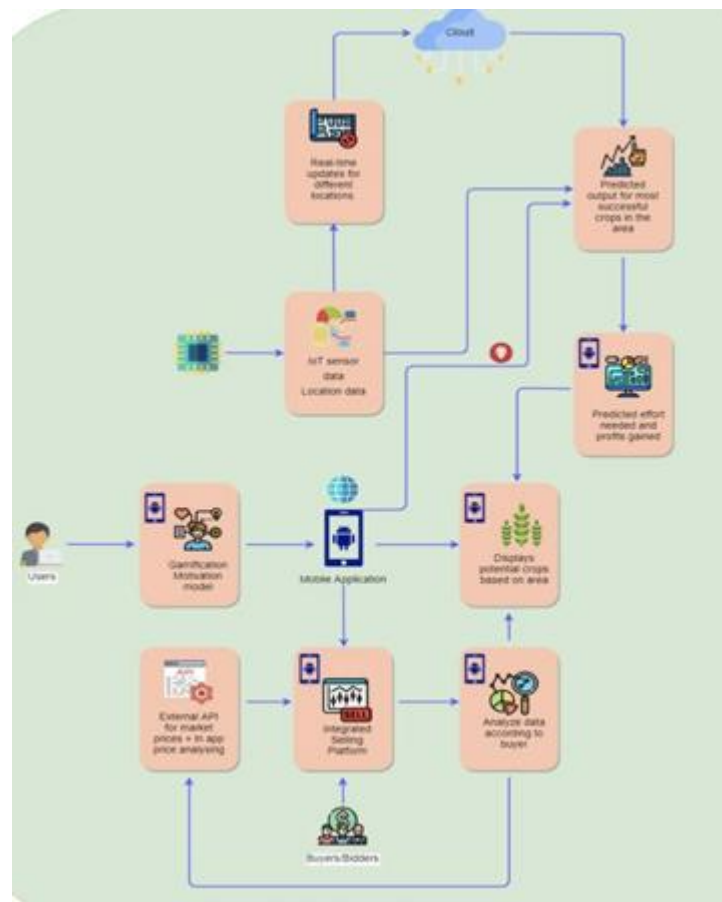 Cloud
Real-time
updates for
different
locations
Predicted
output for most
successful
crops in the
area
IoT sensor
data
Location data
Predicted effort
needed and
profits gained
Users
Gamification
Motivation
model
Mobile Application
Displays
potential crops
based on area
API
External API
for market
prices + In app
price analysing
SELL
Integrated
Selling
Platform
Analyze data
according to
buyer
Buyers/Bidders